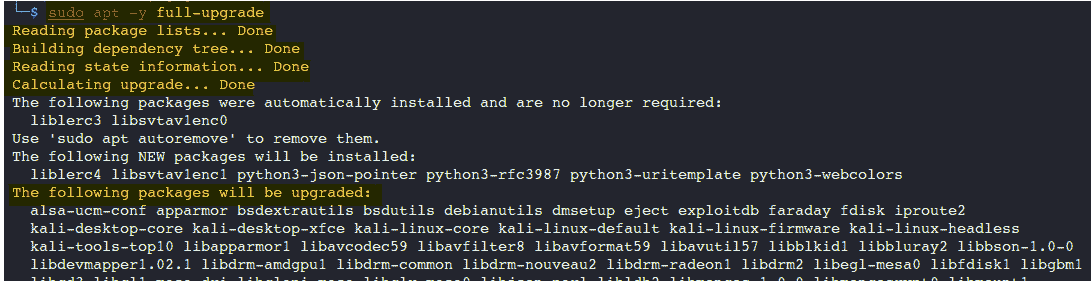 └─$ sudo apt -y full-upgrade
Reading package lists... Done
Building dependency tree... Done
Reading state information... Done
Calculating upgrade... Done
The following packages were automatically installed and are no longer required:
liblerc3 libsvtav1enc0
Use 'sudo apt autoremove' to remove them.
The following NEW packages will be installed:
liblerc4 libsvtav1enc1 python3-json-pointer python3-rfc3987 python3-uritemplate python3-webcolors
The following packages will be upgraded:
alsa-ucm-conf apparmor bsdextrautils bsdutils debianutils dmsetup eject exploitdb faraday fdisk iproute2
kali-desktop-core kali-desktop-xfce kali-linux-core kali-linux-default kali-linux-firmware kali-linux-headless
kali-tools-top10 libapparmor1 libavcodec59 libavfilter8 libavformat59 libavutil57 libblkid1 libbluray2 libbson-1.0-0
libdevmapper1.02.1 libdrm-amdgpu1 libdrm-common libdrm-nouveau2 libdrm-radeon1 libdrm2 libegl-mesa0 libfdisk1 libgbm1